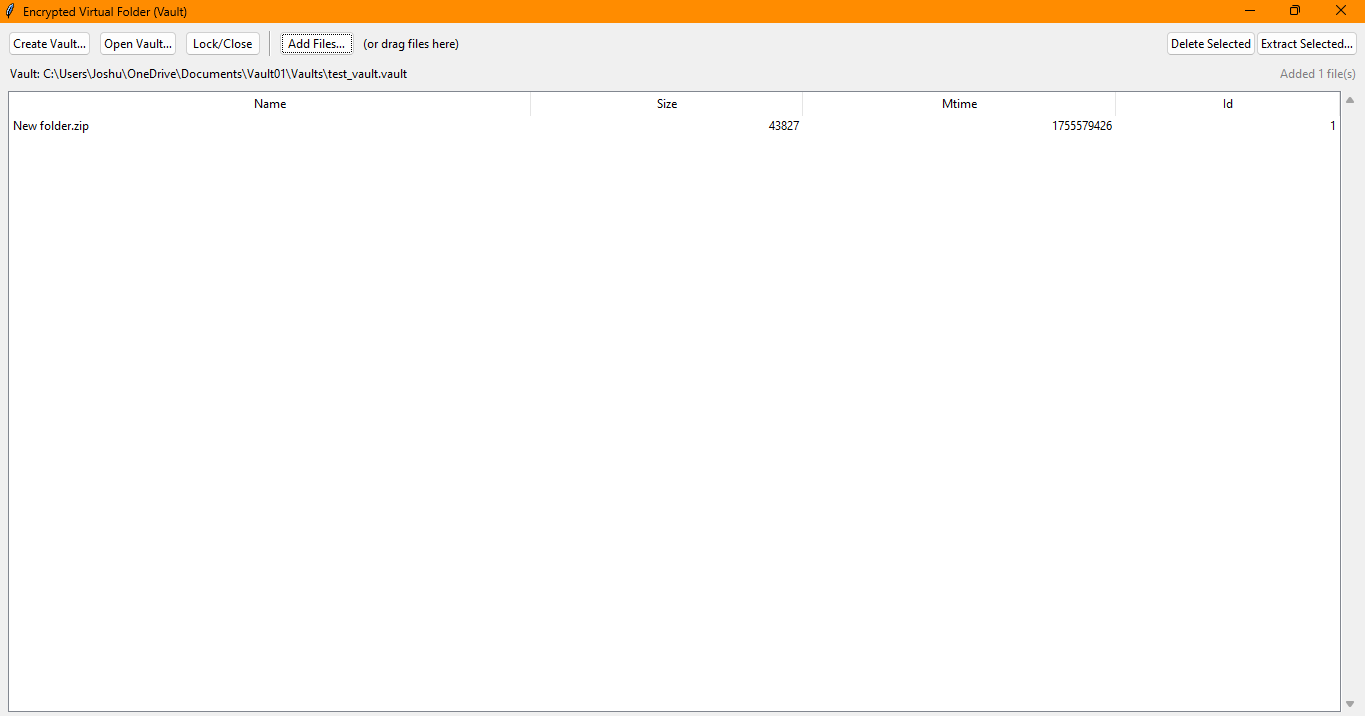 Encrypted Virtual Folder (Vault)
Create Vault... Open Vault... Lock/Close Add Files... (or drag files here) Delete Selected Extract Selected...
Vault: C:\Users\Joshu\OneDrive\Documents\Vault01\Vaults\test_vault.vault Added 1 file(s)
Name Size Mtime Id
New folder.zip 43827 1755579426 1